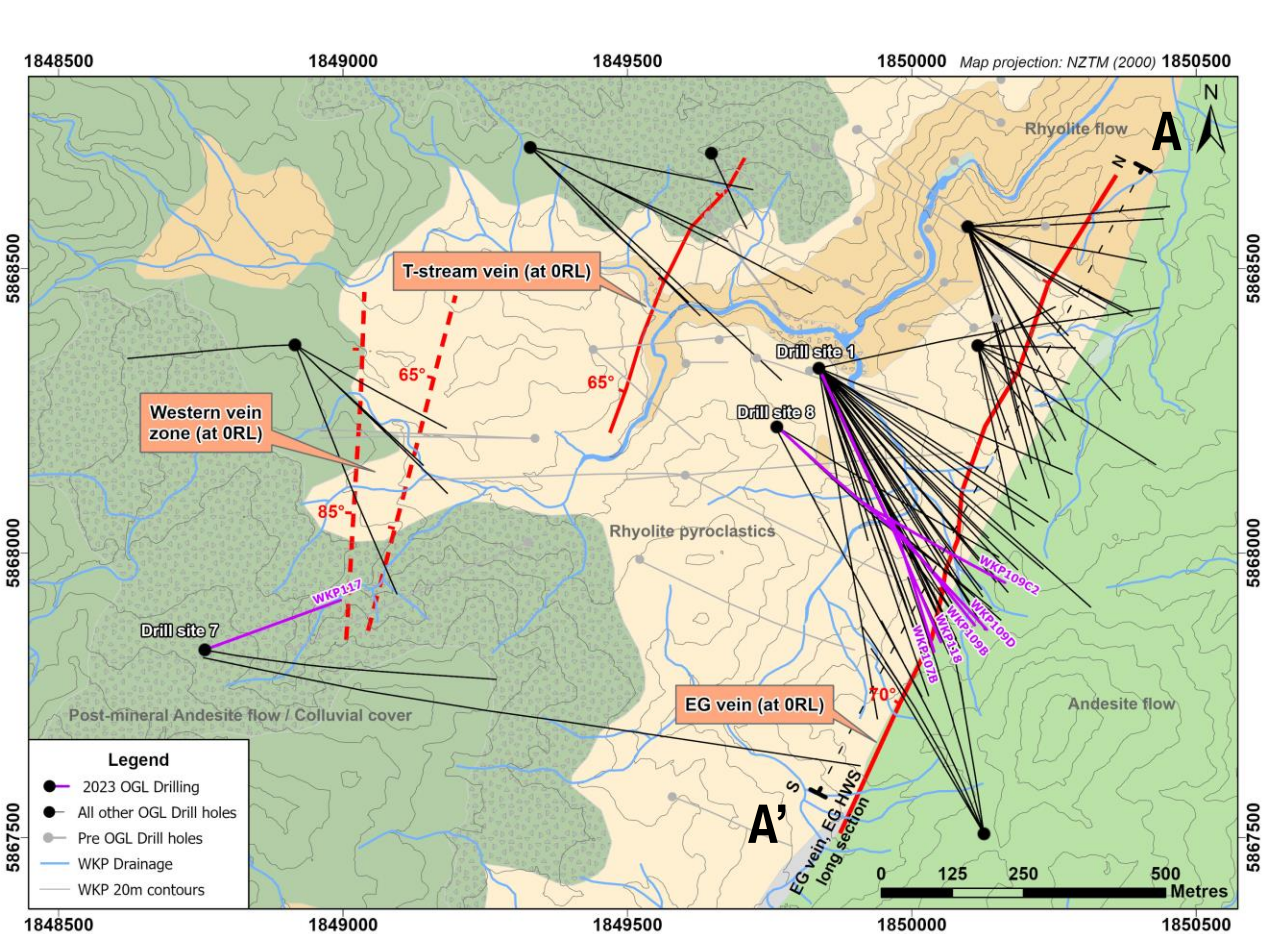 1848500
1849000
1849500
1850000
Map projection: NZTM (2000)
1850500
N
A
Rhyolite flow
N
5868500
5868500
T-stream vein (at 0RL)
Drill site 1
65°
65°
Drill site 8
Western vein
zone (at 0RL)
85°
Rhyolite pyroclastics
5868000
5868000
WKP109C2
WKP117
WKP109D
WKP109B
WKP118
WKP107B
Drill site 7
70°
EG vein (at 0RL)
Andesite flow
Post-mineral Andesite flow / Colluvial cover
S
A’
EG vein, EG HWS
long section
5867500
5867500
Legend
2023 OGL Drilling
All other OGL Drill holes
Pre OGL Drill holes
WKP Drainage
WKP 20m contours
0
125
250
500
Metres
1848500
1849000
1849500
1850000
1850500